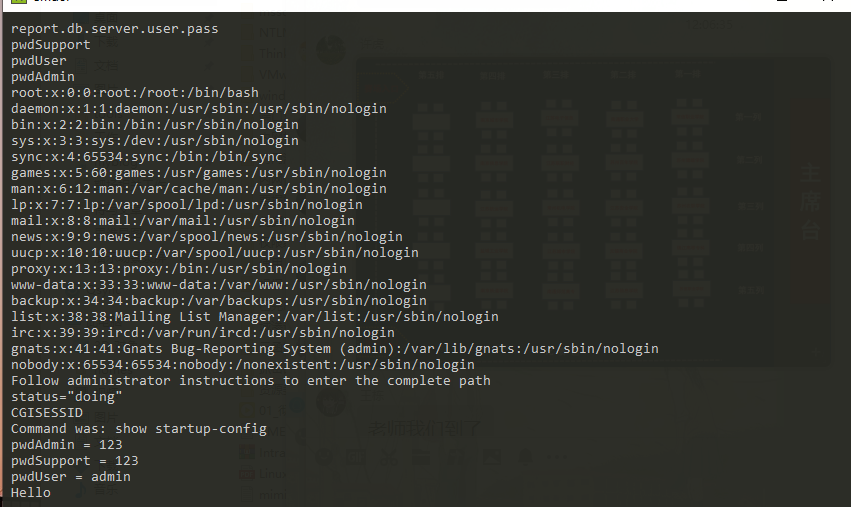 report.db.server.user.pass
pwdSupport
pwdUser
pwdAdmin
root:x:0:0:root:/root:/bin/bash
daemon:x:1:1:daemon:/usr/sbin:/usr/sbin/nologin
bin:x:2:2:bin:/bin:/usr/sbin/nologin
sys:x:3:3:sys:/dev:/usr/sbin/nologin
sync:x:4:65534:sync:/bin:/bin/sync
games:x:5:60:games:/usr/games:/usr/sbin/nologin
man:x:6:12:man:/var/cache/man:/usr/sbin/nologin
lp:x:7:7:lp:/var/spool/lpd:/usr/sbin/nologin
mail:x:8:8:mail:/var/mail:/usr/sbin/nologin
news:x:9:9:news:/var/spool/news:/usr/sbin/nologin
uucp:x:10:10:uucp:/var/spool/uucp:/usr/sbin/nologin
proxy:x:13:13:proxy:/bin:/usr/sbin/nologin
www-data:x:33:33:www-data:/var/www:/usr/sbin/nologin
backup:x:34:34:backup:/var/backups:/usr/sbin/nologin
list:x:38:38:Mailing List Manager:/var/list:/usr/sbin/nologin
irc:x:39:39:ircd:/var/run/ircd:/usr/sbin/nologin
gnats:x:41:41:Gnats Bug-Reporting System (admin):/var/lib/gnats:/usr/sbin/nologin
nobody:x:65534:65534:nobody:/nonexistent:/usr/sbin/nologin
Follow administrator instructions to enter the complete path
status="doing"
CGISESSID
Command was: show startup-config
pwdAdmin = 123
pwdSupport = 123
pwdUser = admin
Hello
主席台